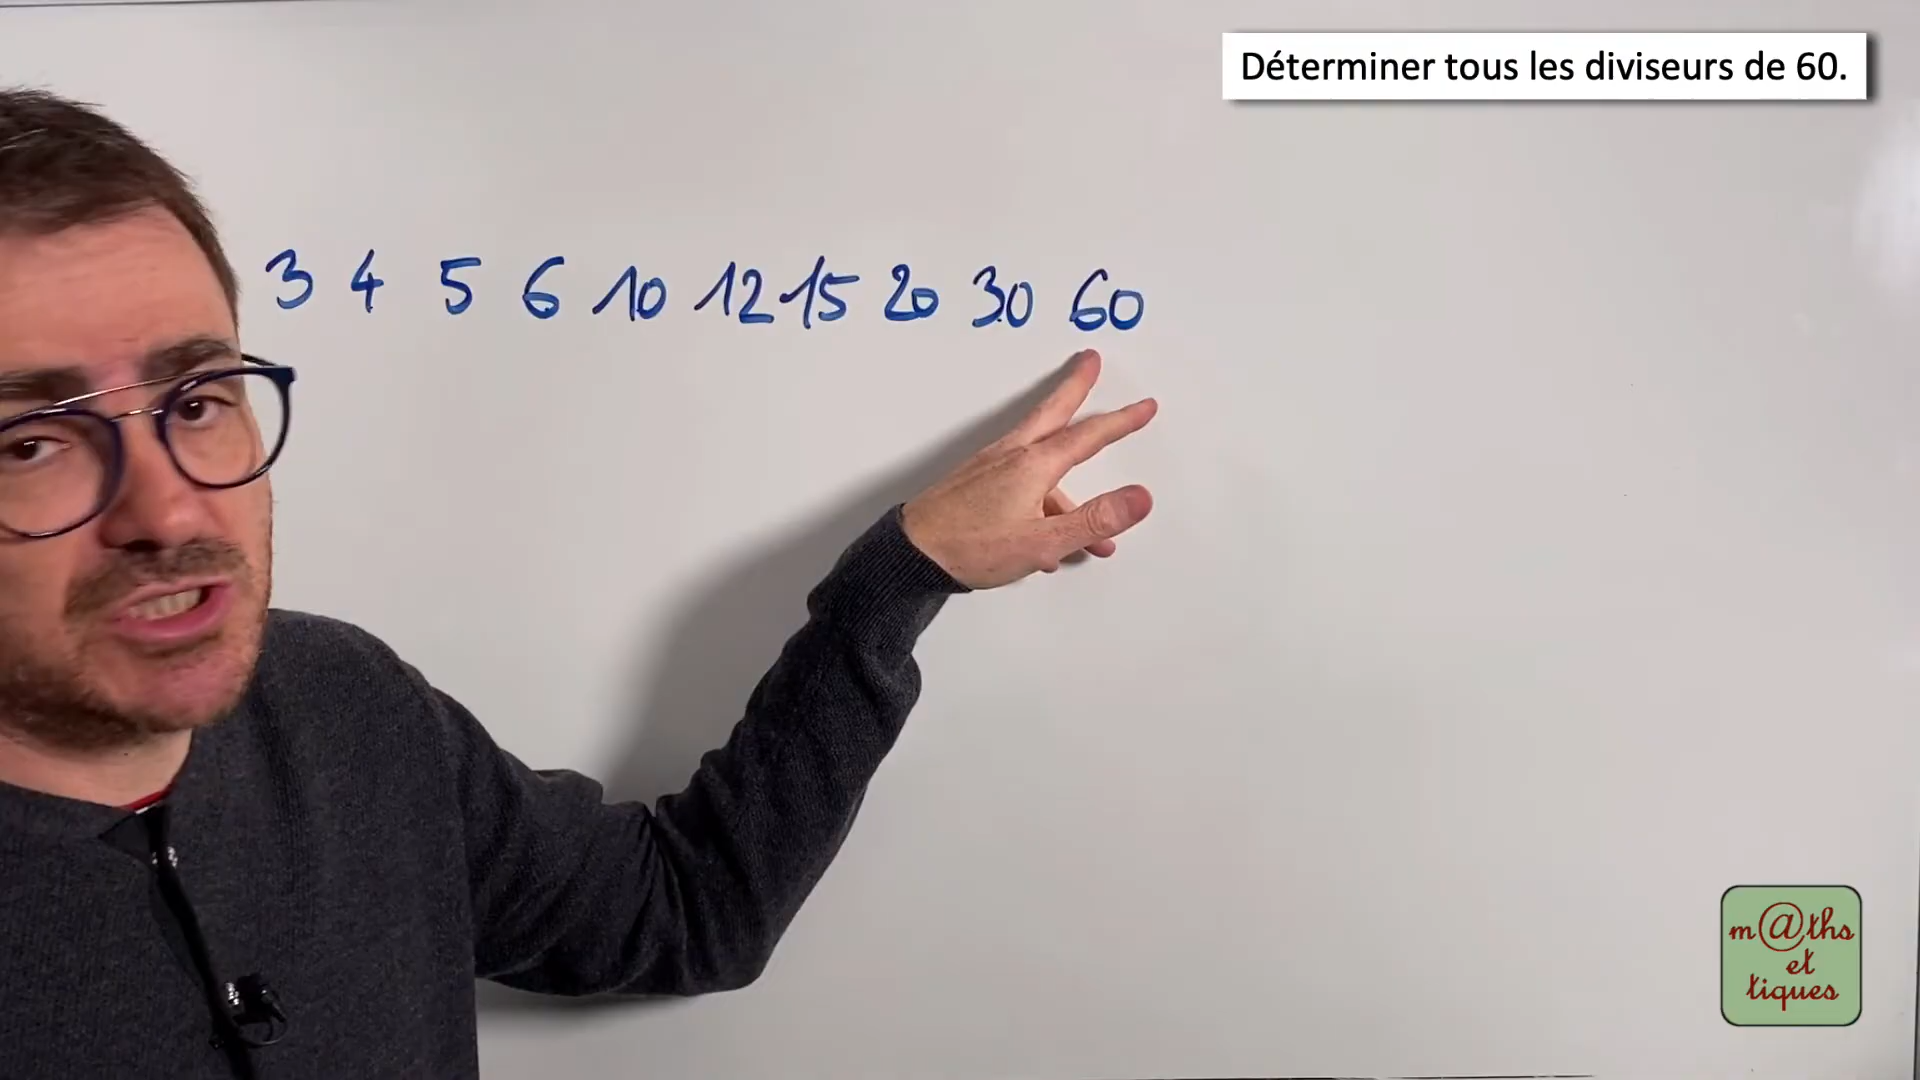 Déterminer tous les diviseurs de 60.
3 4 5 6 10 12 15 20 30 60
m@ths
et
tiques